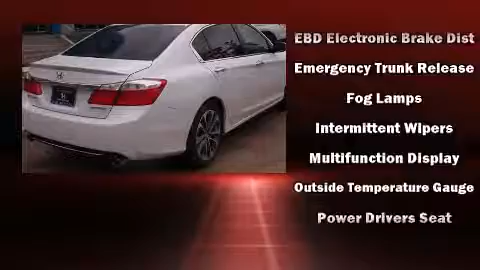 EBD Electronic Brake Dist
Emergency Trunk Release
Fog Lamps
Intermittent Wipers
Multifunction Display
Outside Temperature Gauge
Power Drivers Seat